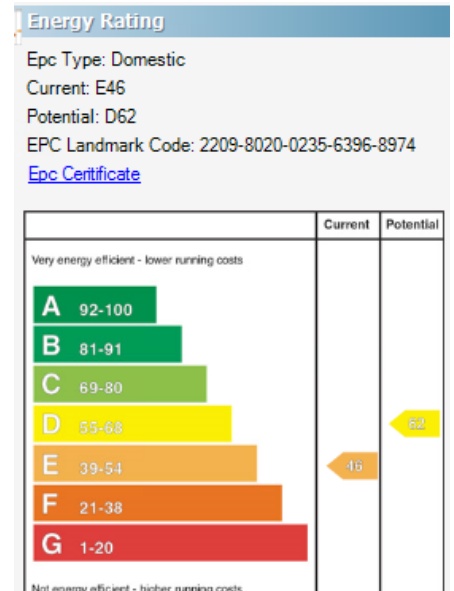 Energy Rating
Epc Type: Domestic
Current: E46
Potential: D62
EPC Landmark Code: 2209-8020-0235-6396-8974
Epc Ceritificate
Current Potential
Very energy efficient - lower running costs
A 92-100
B 81-91
C 69-80
D 55-68 62
E 39-54 46
F 21-38
G 1-20
Not energy efficient - higher running costs